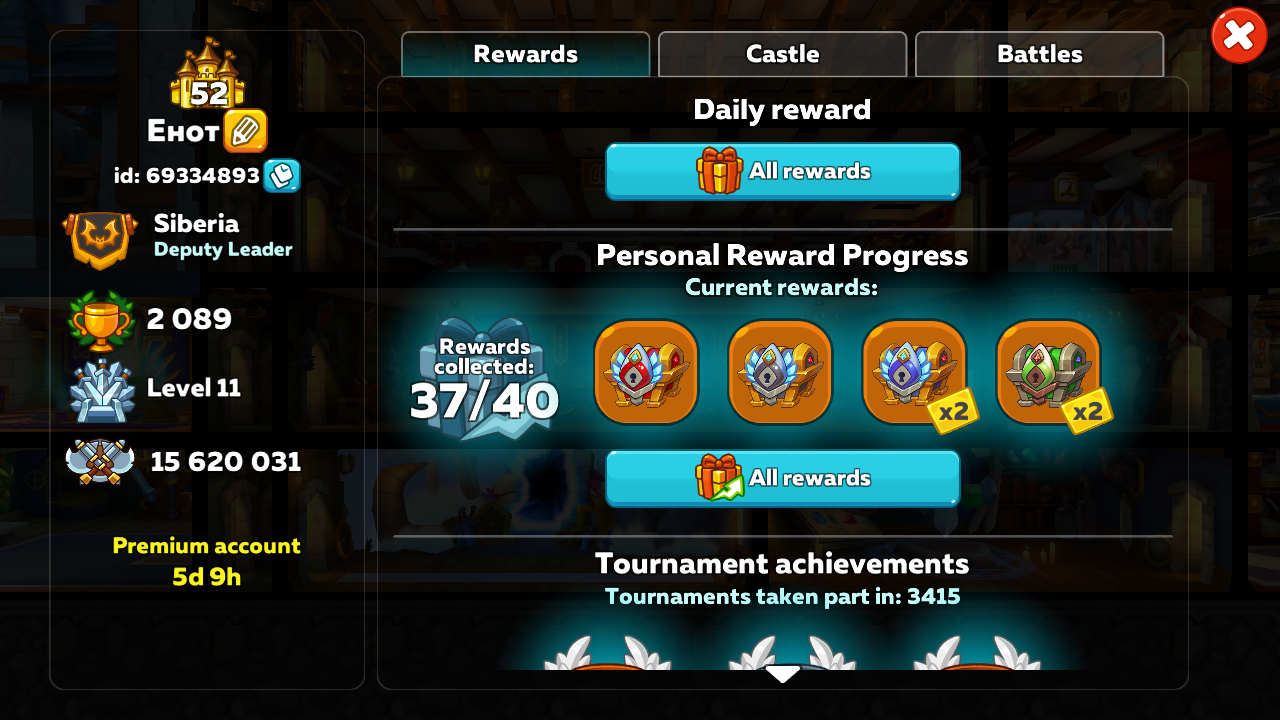 52
Енот
id: 69334893
Siberia
Deputy Leader
2 089
Level 11
15 620 031
Premium account
5d 9h
Rewards
Castle
Battles
Daily reward
All rewards
Personal Reward Progress
Current rewards:
Rewards
collected:
37/40
x2
x2
All rewards
Tournament achievements
Tournaments taken part in: 3415